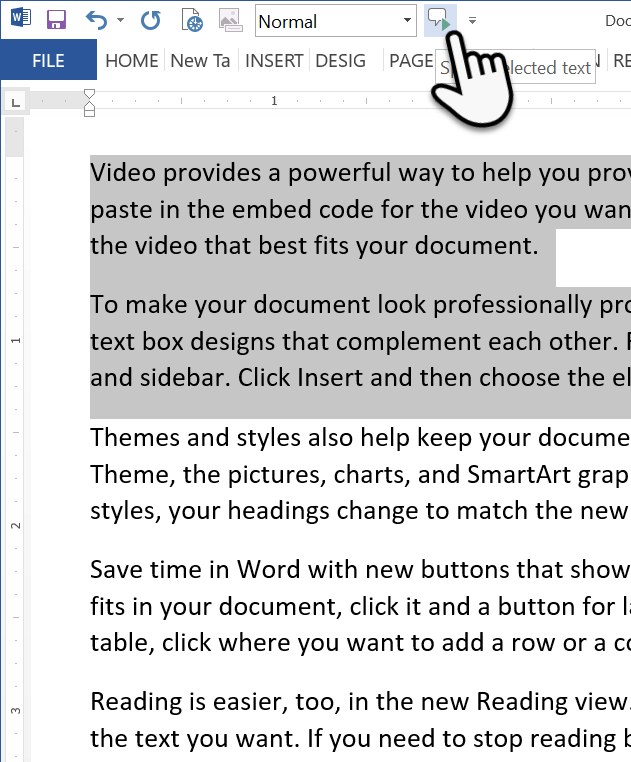 Normal
Doc
FILE HOME New Ta INSERT DESIG PAGE RE
elected text
1
Video provides a powerful way to help you prov
paste in the embed code for the video you wan
the video that best fits your document.
To make your document look professionally pro
text box designs that complement each other. F
and sidebar. Click Insert and then choose the el
1
Themes and styles also help keep your docume
Theme, the pictures, charts, and SmartArt grap
styles, your headings change to match the new
2
Save time in Word with new buttons that show
fits in your document, click it and a button for la
table, click where you want to add a row or a co
Reading is easier, too, in the new Reading view.
3
the text you want. If you need to stop reading b